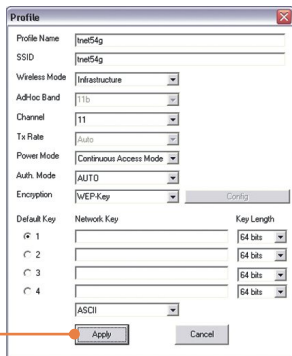 Profile
Profile Name tnet54g
SSID tnet54g
Wireless Mode Infrastructure
AdHoc Band 11b
Channel 11
Tx Rate Auto
Power Mode Continuous Access Mode
Auth. Mode AUTO
Encryption WEP-Key Config
Default Key Network Key Key Length
1 64 bits
2 64 bits
3 64 bits
4 64 bits
ASCII
Apply Cancel